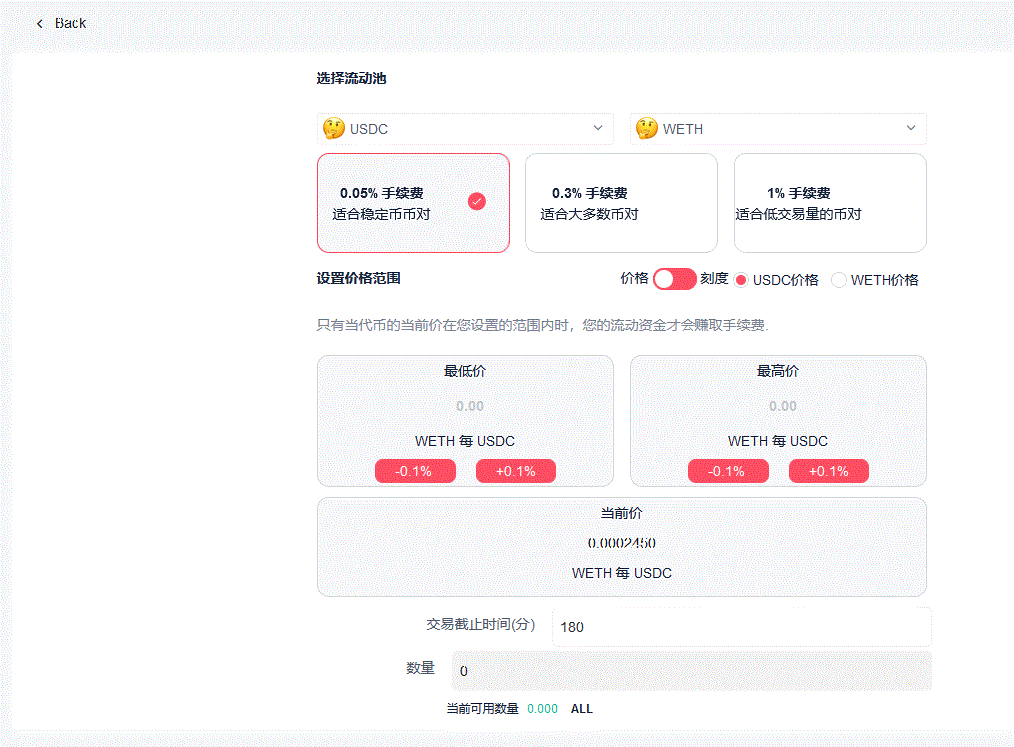 Back
选择流动池
USDC WETH
0.05% 手续费 0.3% 手续费 1% 手续费
适合稳定币币对 适合大多数币对 适合低交易量的币对
设置价格范围 价格 刻度 USDC价格 WETH价格
只有当代币的当前价在您设置的范围内时，您的流动资金才会赚取手续费.
最低价 最高价
0.00 0.00
WETH 每 USDC WETH 每 USDC
-0.1% +0.1% -0.1% +0.1%
当前价
0.0002450
WETH 每 USDC
交易截止时间(分) 180
数量 0
当前可用数量 0.000 ALL